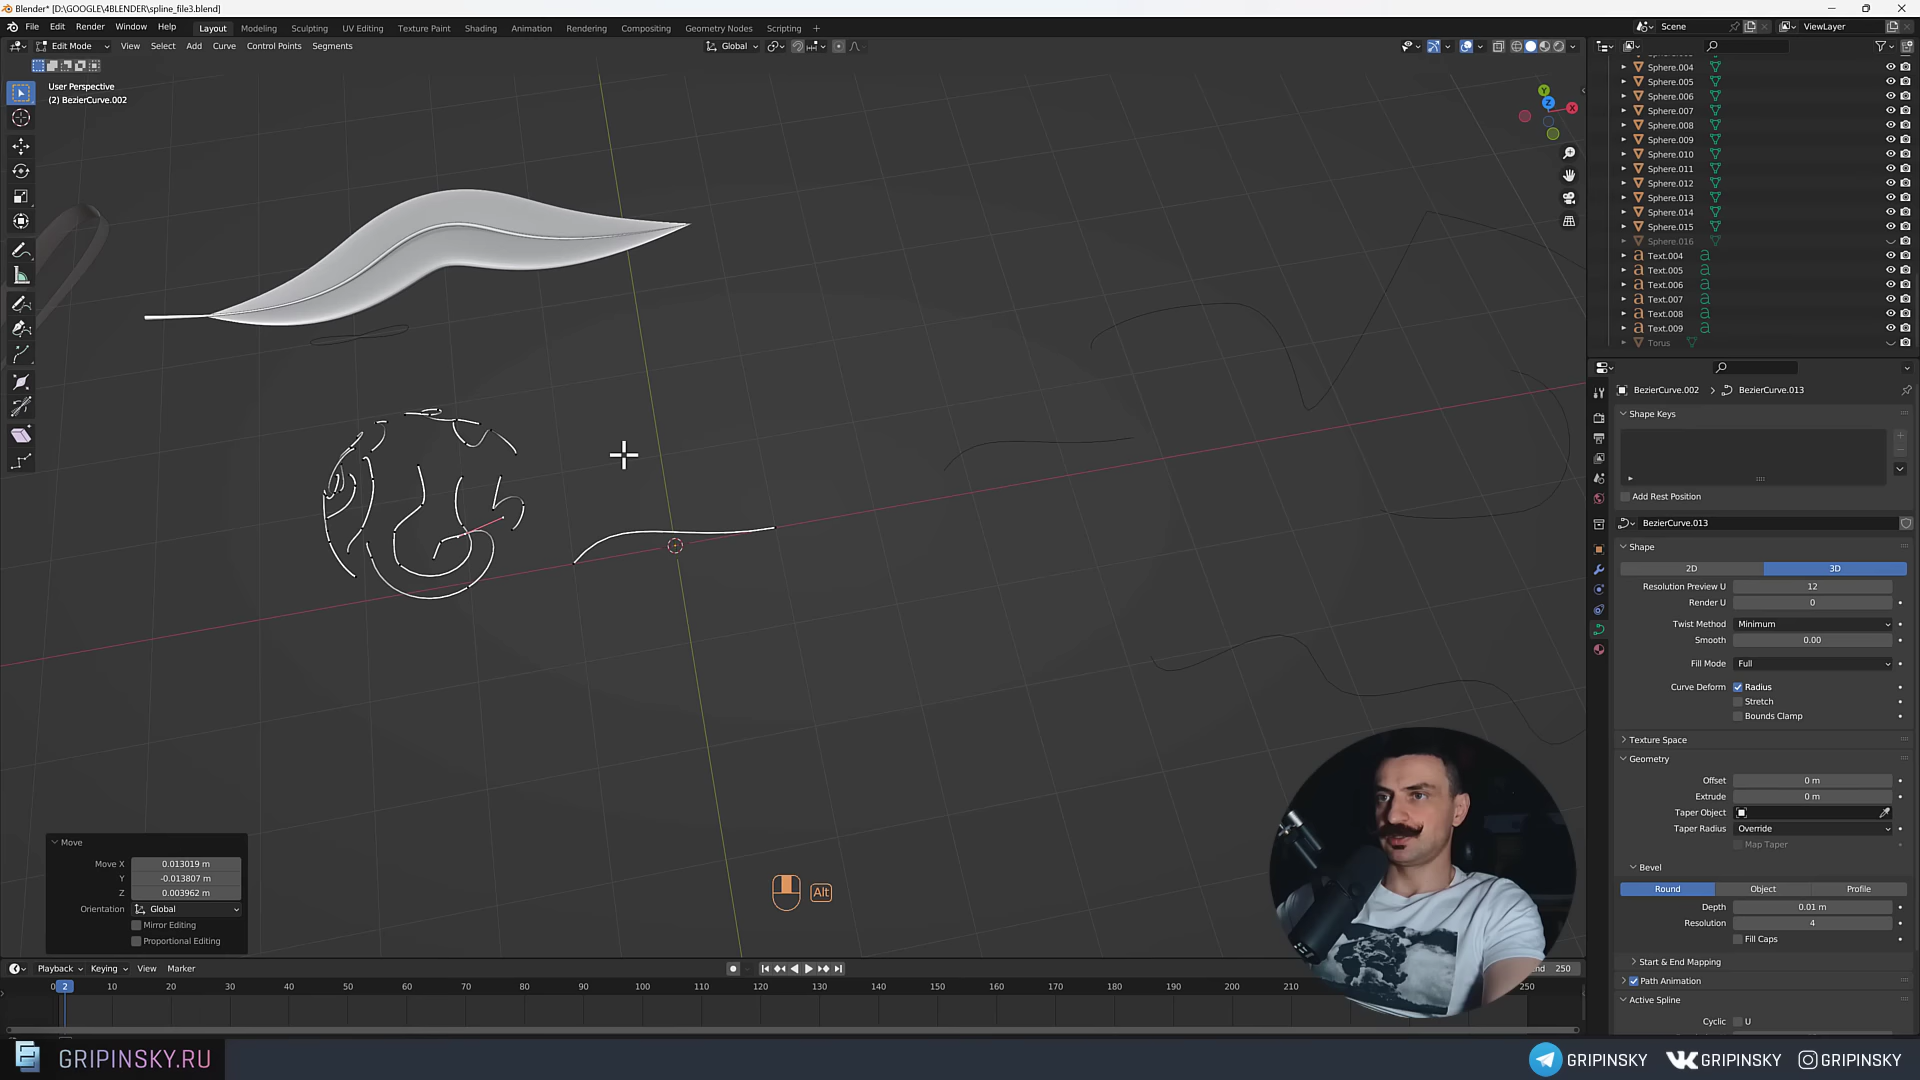 Blender* [D:\GOOGLE\4BLENDER\spline_file3.blend]
File Edit Render Window Help Layout Modeling Sculpting UV Editing Texture Paint Shading Animation Rendering Compositing Geometry Nodes Scripting + Scene ViewLayer
Edit Mode View Select Add Curve Control Points Segments Global
User Perspective
(2) BezierCurve.002
Sphere.004
Sphere.005
Sphere.006
Sphere.007
Sphere.008
Sphere.009
Sphere.010
Sphere.011
Sphere.012
Sphere.013
Sphere.014
Sphere.015
Sphere.016
Text.004
Text.005
Text.006
Text.007
Text.008
Text.009
Torus
BezierCurve.002 > BezierCurve.013
Shape Keys
Add Rest Position
BezierCurve.013
Shape
2D 3D
Resolution Preview U 12
Render U 0
Twist Method Minimum
Smooth 0.00
Fill Mode Full
Curve Deform Radius
Stretch
Bounds Clamp
Texture Space
Geometry
Offset 0 m
Extrude 0 m
Taper Object
Taper Radius Override
Map Taper
Bevel
Round Object Profile
Depth 0.01 m
Resolution 4
Fill Caps
Start & End Mapping
Path Animation
Active Spline
Cyclic U
X
Y
Z
Move
Move X 0.013019 m
Y -0.013807 m
Z 0.003962 m
Orientation Global
Mirror Editing
Proportional Editing
Alt
Playback Keying View Marker 250
0 2 10 20 30 40 50 60 70 80 90 100 110 120 130 140 150 160 170 180 190 200 210 250
GRIPINSKY.RU
GRIPINSKY GRIPINSKY GRIPINSKY